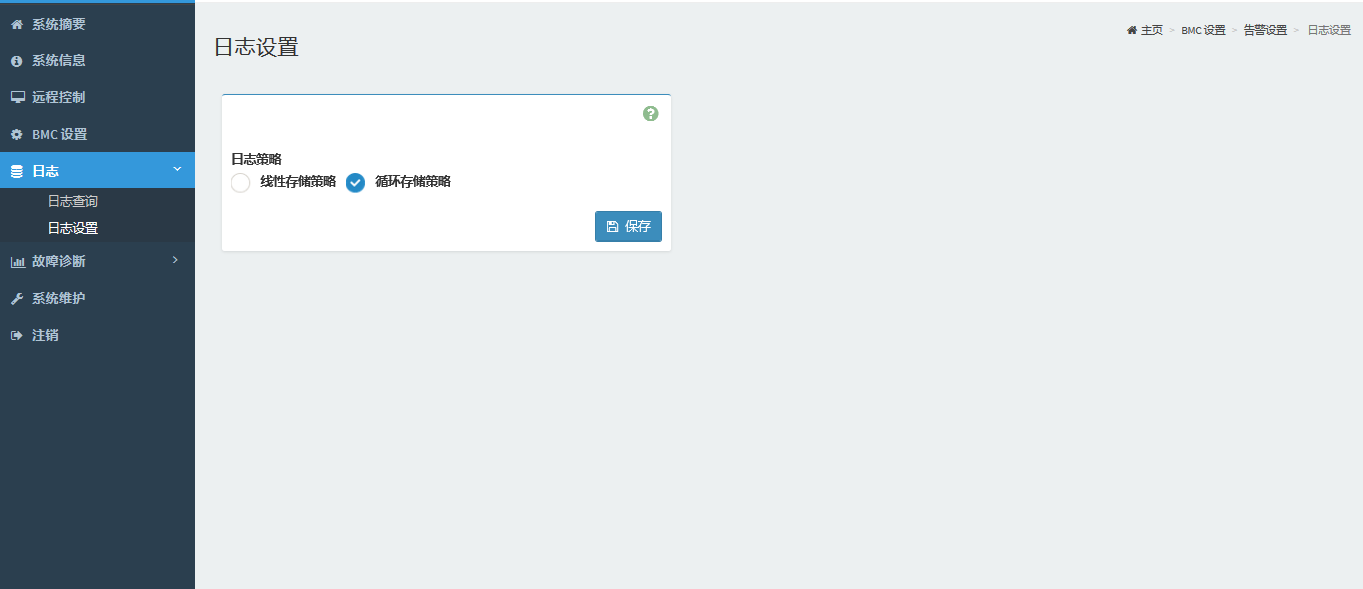 系统摘要
系统信息
远程控制
BMC 设置
日志
日志查询
日志设置
故障诊断
系统维护
注销
日志设置
主页 > BMC 设置 > 告警设置 > 日志设置
日志策略
线性存储策略 循环存储策略
保存